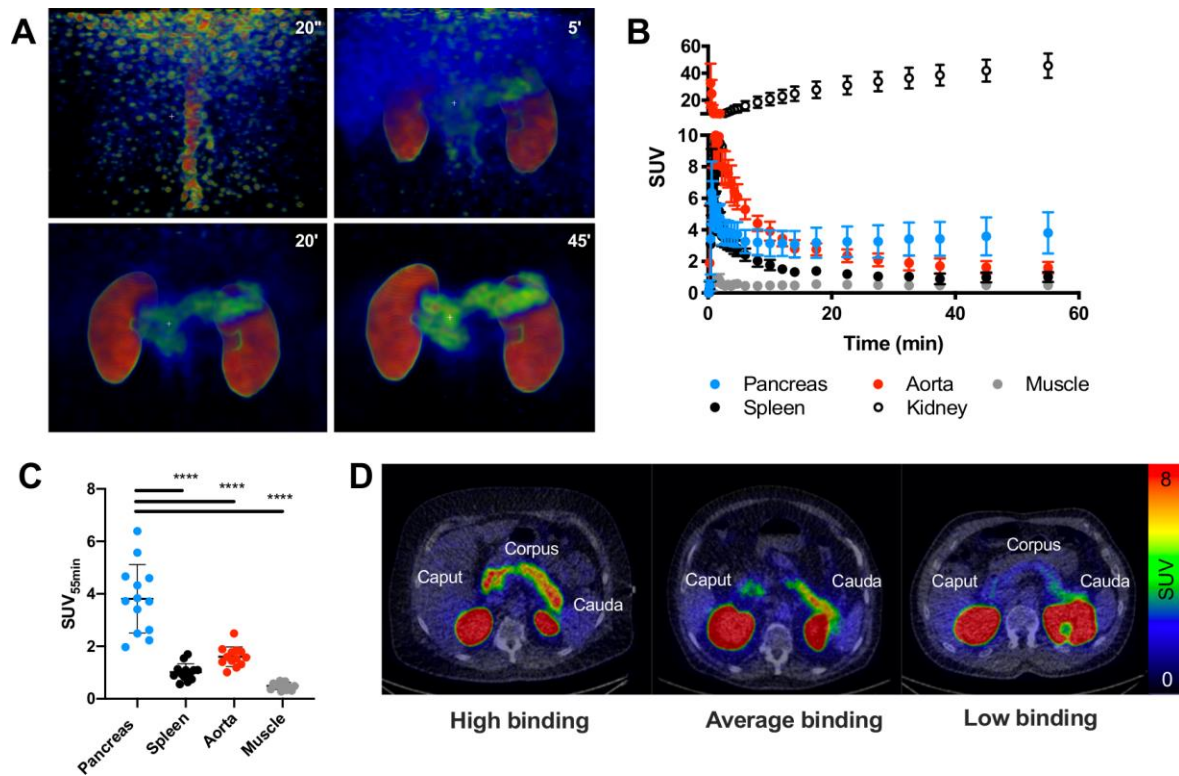 A
20"
5'
20'
45'
B
60
40
20
10
8
6
4
2
0
SUV
0 20 40 60
Time (min)
Pancreas Aorta Muscle
Spleen Kidney
C
**** **** ****
8
6
4
2
0
SUV55min
Pancreas
Spleen
Aorta
Muscle
D
Caput Corpus Cauda
Caput Cauda
Caput Corpus Cauda
8
SUV
0
High binding Average binding Low binding